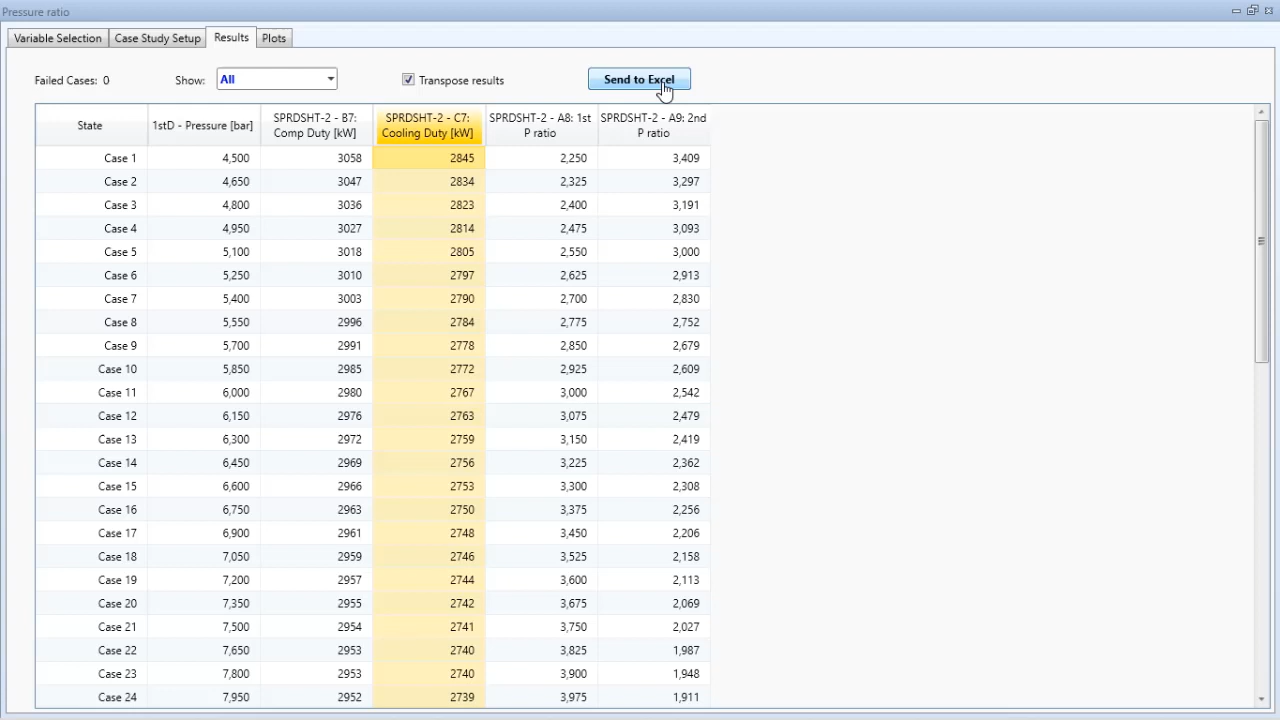 Pressure ratio
Variable Selection Case Study Setup Results Plots
Failed Cases: 0 Show: All Transpose results Send to Excel
State 1stD - Pressure [bar] SPRDSHT-2 - B7: Comp Duty [kW] SPRDSHT-2 - C7: Cooling Duty [kW] SPRDSHT-2 - A8: 1st P ratio SPRDSHT-2 - A9: 2nd P ratio
Case 1 4,500 3058 2845 2,250 3,409
Case 2 4,650 3047 2834 2,325 3,297
Case 3 4,800 3036 2823 2,400 3,191
Case 4 4,950 3027 2814 2,475 3,093
Case 5 5,100 3018 2805 2,550 3,000
Case 6 5,250 3010 2797 2,625 2,913
Case 7 5,400 3003 2790 2,700 2,830
Case 8 5,550 2996 2784 2,775 2,752
Case 9 5,700 2991 2778 2,850 2,679
Case 10 5,850 2985 2772 2,925 2,609
Case 11 6,000 2980 2767 3,000 2,542
Case 12 6,150 2976 2763 3,075 2,479
Case 13 6,300 2972 2759 3,150 2,419
Case 14 6,450 2969 2756 3,225 2,362
Case 15 6,600 2966 2753 3,300 2,308
Case 16 6,750 2963 2750 3,375 2,256
Case 17 6,900 2961 2748 3,450 2,206
Case 18 7,050 2959 2746 3,525 2,158
Case 19 7,200 2957 2744 3,600 2,113
Case 20 7,350 2955 2742 3,675 2,069
Case 21 7,500 2954 2741 3,750 2,027
Case 22 7,650 2953 2740 3,825 1,987
Case 23 7,800 2953 2740 3,900 1,948
Case 24 7,950 2952 2739 3,975 1,911